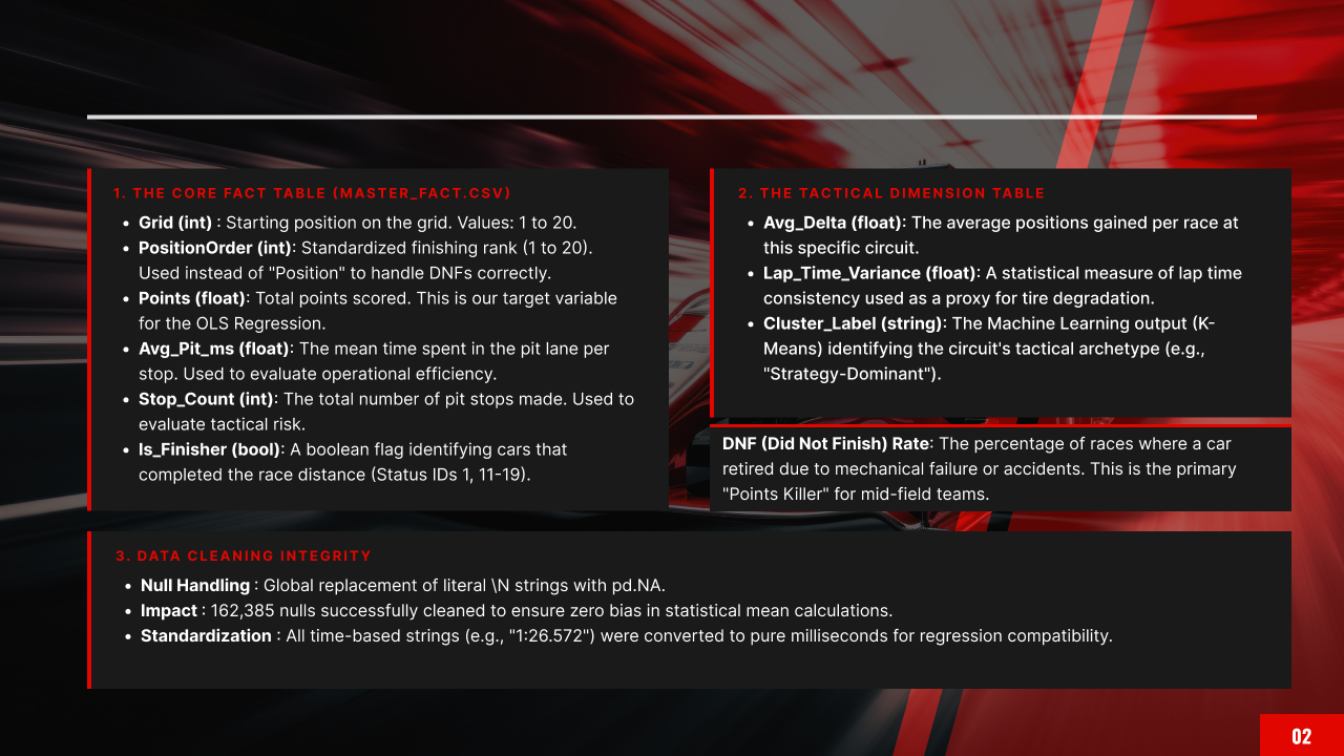 1. THE CORE FACT TABLE (MASTER_FACT.CSV)
• Grid (int) : Starting position on the grid. Values: 1 to 20.
• PositionOrder (int): Standardized finishing rank (1 to 20).
Used instead of "Position" to handle DNFs correctly.
• Points (float): Total points scored. This is our target variable
for the OLS Regression.
• Avg_Pit_ms (float): The mean time spent in the pit lane per
stop. Used to evaluate operational efficiency.
• Stop_Count (int): The total number of pit stops made. Used to
evaluate tactical risk.
• Is_Finisher (bool): A boolean flag identifying cars that
completed the race distance (Status IDs 1, 11-19).
2. THE TACTICAL DIMENSION TABLE
• Avg_Delta (float): The average positions gained per race at
this specific circuit.
• Lap_Time_Variance (float): A statistical measure of lap time
consistency used as a proxy for tire degradation.
• Cluster_Label (string): The Machine Learning output (K-
Means) identifying the circuit's tactical archetype (e.g.,
"Strategy-Dominant").
DNF (Did Not Finish) Rate: The percentage of races where a car
retired due to mechanical failure or accidents. This is the primary
"Points Killer" for mid-field teams.
3. DATA CLEANING INTEGRITY
• Null Handling : Global replacement of literal \N strings with pd.NA.
• Impact : 162,385 nulls successfully cleaned to ensure zero bias in statistical mean calculations.
• Standardization : All time-based strings (e.g., "1:26.572") were converted to pure milliseconds for regression compatibility.
02